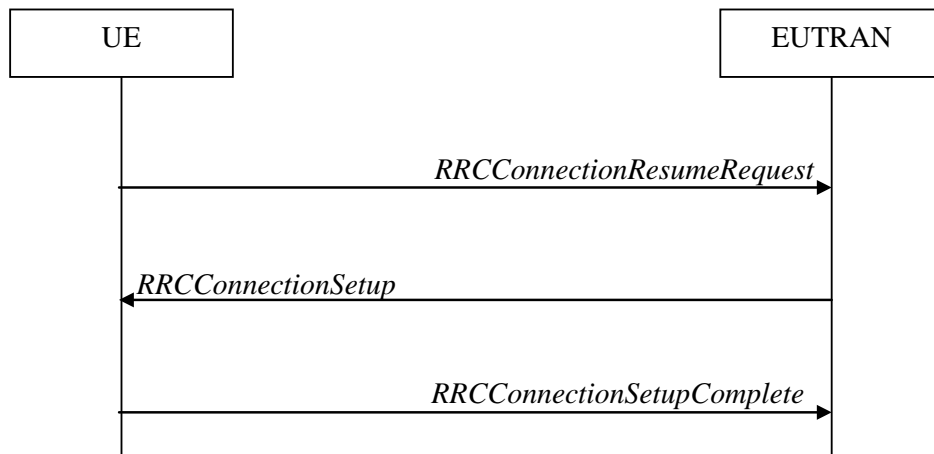 UE
EUTRAN
RRCConnectionResumeRequest
RRCConnectionSetup
RRCConnectionSetupComplete